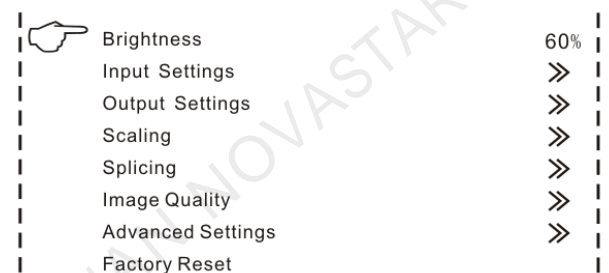 Brightness 60%
Input Settings
Output Settings
Scaling
Splicing
Image Quality
Advanced Settings
Factory Reset
NOVASTAR